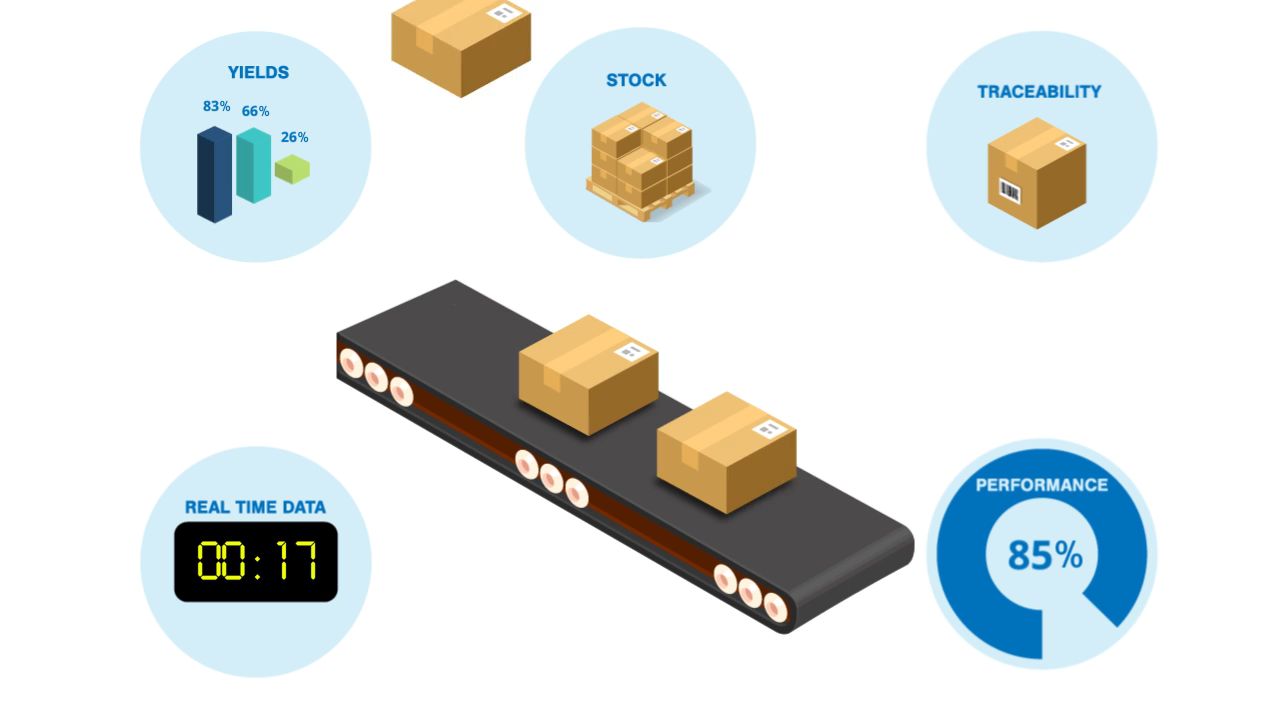 YIELDS
83% 66%
26%
STOCK
TRACEABILITY
REAL TIME DATA
00:17
PERFORMANCE
85%